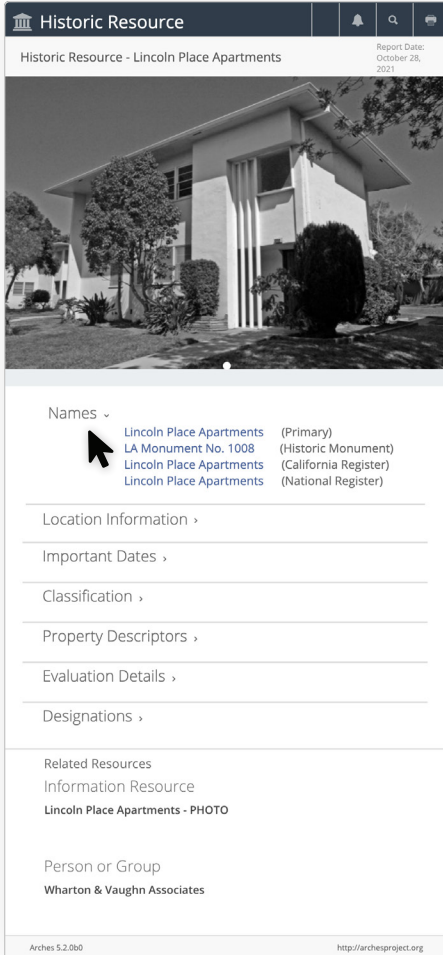 Historic Resource
Historic Resource - Lincoln Place Apartments
Report Date:
October 28,
2021
Names
Lincoln Place Apartments (Primary)
LA Monument No. 1008 (Historic Monument)
Lincoln Place Apartments (California Register)
Lincoln Place Apartments (National Register)
Location Information
Important Dates
Classification
Property Descriptors
Evaluation Details
Designations
Related Resources
Information Resource
Lincoln Place Apartments - PHOTO
Person or Group
Wharton & Vaughn Associates
Arches 5.2.0b0 http://archesproject.org